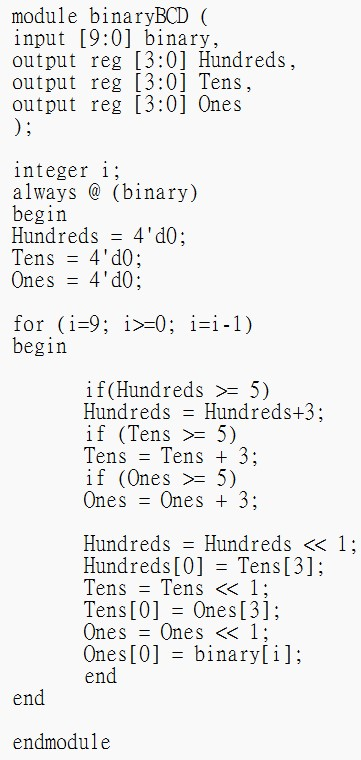 module binaryBCD (
input [9:0] binary,
output reg [3:0] Hundreds,
output reg [3:0] Tens,
output reg [3:0] Ones
);

integer i;
always @ (binary)
begin
Hundreds = 4'd0;
Tens = 4'd0;
Ones = 4'd0;

for (i=9; i>=0; i=i-1)
begin

        if(Hundreds >= 5)
        Hundreds = Hundreds+3;
        if (Tens >= 5)
        Tens = Tens + 3;
        if (Ones >= 5)
        Ones = Ones + 3;

        Hundreds = Hundreds << 1;
        Hundreds[0] = Tens[3];
        Tens = Tens << 1;
        Tens[0] = Ones[3];
        Ones = Ones << 1;
        Ones[0] = binary[i];
        end
end

endmodule